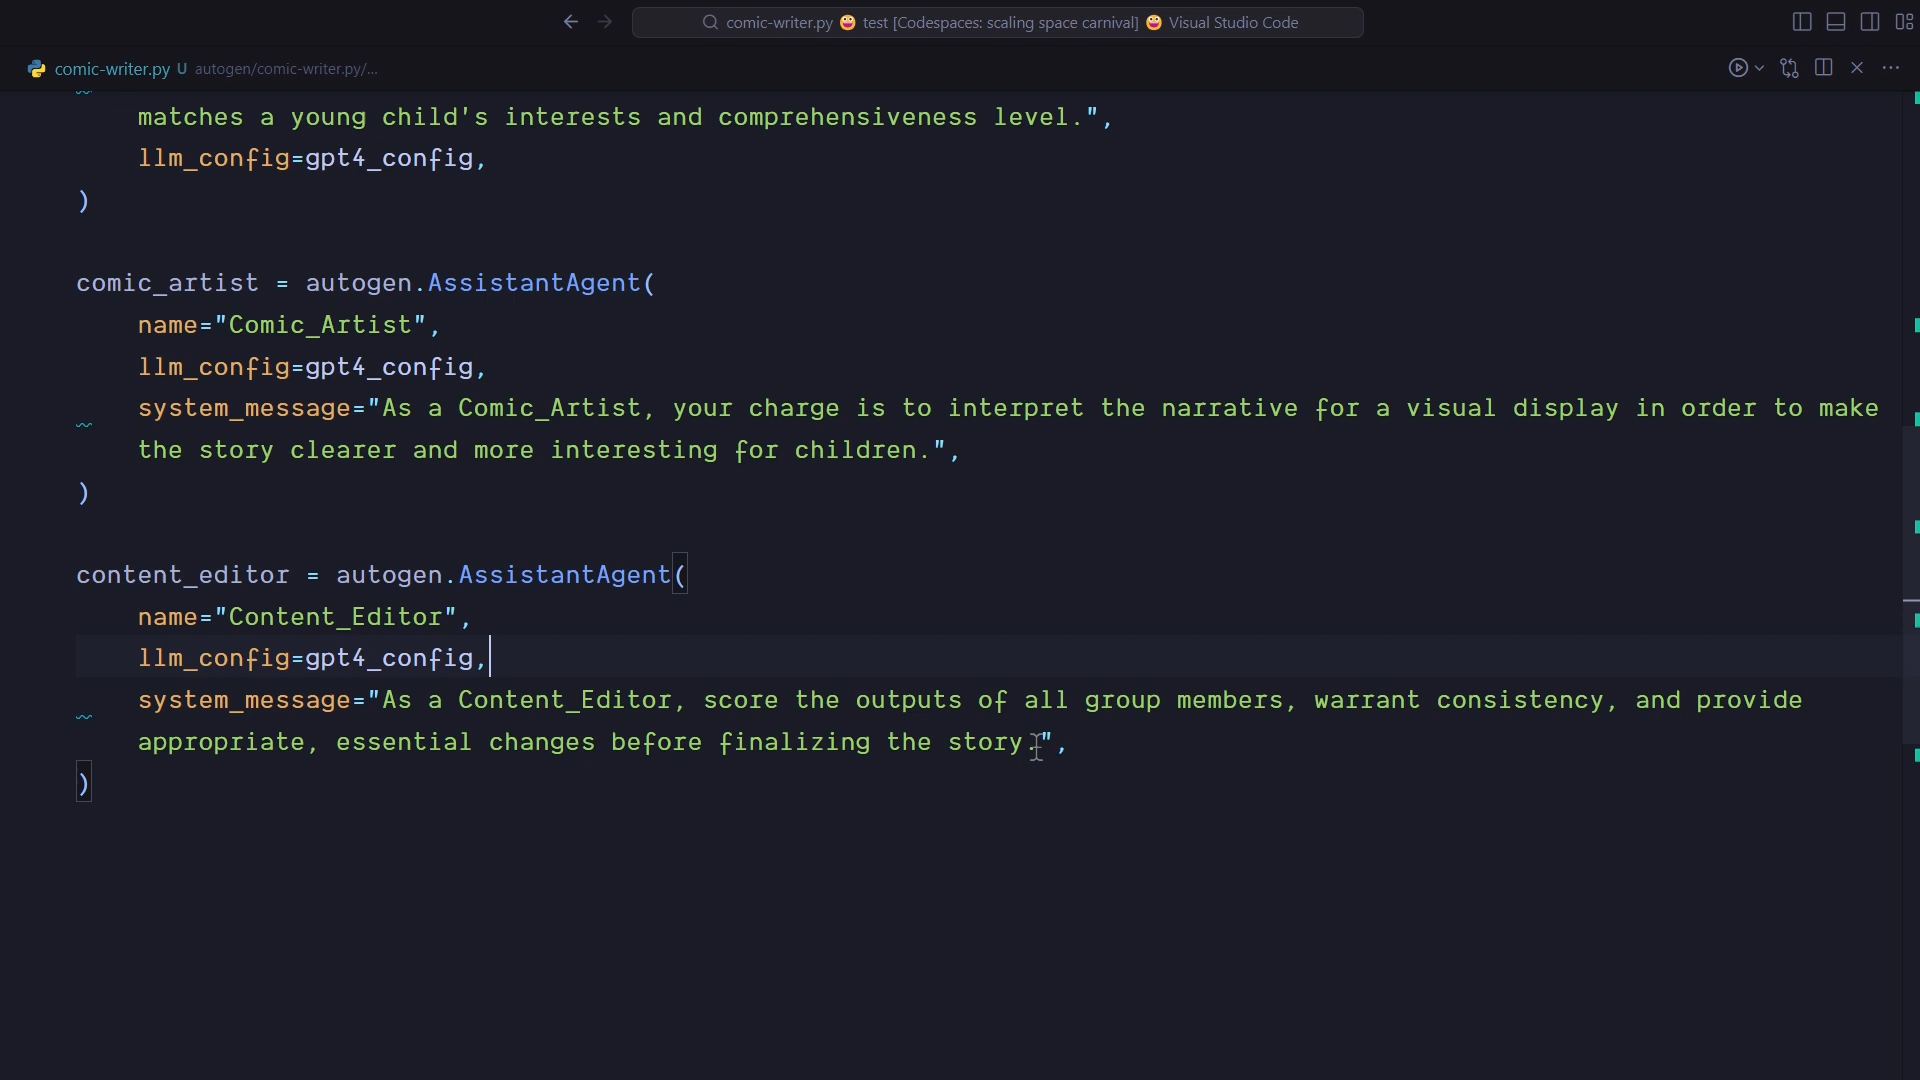 comic-writer.py 😀 test [Codespaces: scaling space carnival] 😀 Visual Studio Code
comic-writer.py U autogen/comic-writer.py/...
matches a young child's interests and comprehensiveness level.",
llm_config=gpt4_config,
)
comic_artist = autogen.AssistantAgent(
name="Comic_Artist",
llm_config=gpt4_config,
system_message="As a Comic_Artist, your charge is to interpret the narrative for a visual display in order to make
the story clearer and more interesting for children.",
)
content_editor = autogen.AssistantAgent(
name="Content_Editor",
llm_config=gpt4_config,
system_message="As a Content_Editor, score the outputs of all group members, warrant consistency, and provide
appropriate, essential changes before finalizing the story.",
)